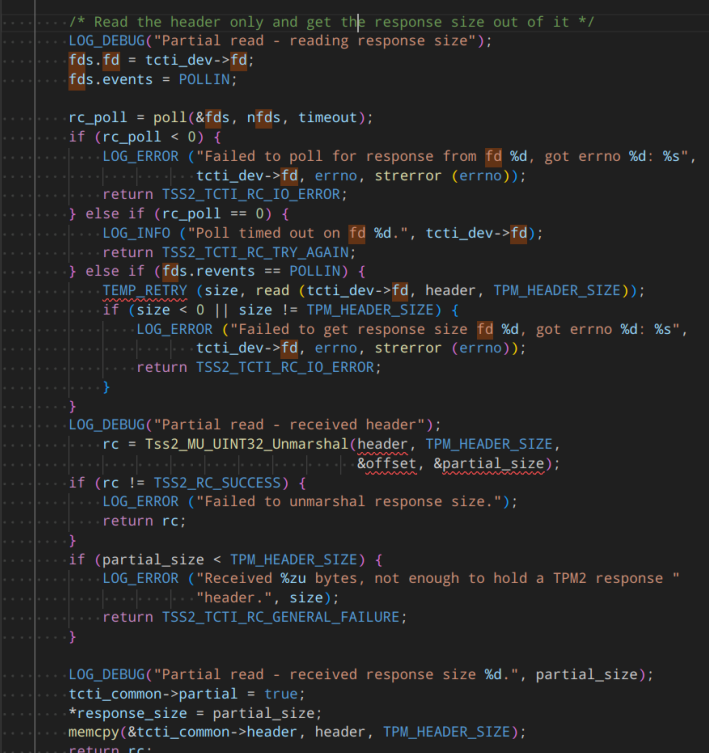 /* Read the header only and get the response size out of it */
LOG_DEBUG("Partial read - reading response size");
fds.fd = tcti_dev->fd;
fds.events = POLLIN;
rc_poll = poll(&fds, nfds, timeout);
if (rc_poll < 0) {
LOG_ERROR ("Failed to poll for response from fd %d, got errno %d: %s",
tcti_dev->fd, errno, strerror (errno));
return TSS2_TCTI_RC_IO_ERROR;
} else if (rc_poll == 0) {
LOG_INFO ("Poll timed out on fd %d.", tcti_dev->fd);
return TSS2_TCTI_RC_TRY_AGAIN;
} else if (fds.revents == POLLIN) {
TEMP_RETRY (size, read (tcti_dev->fd, header, TPM_HEADER_SIZE));
if (size < 0 || size != TPM_HEADER_SIZE) {
LOG_ERROR ("Failed to get response size fd %d, got errno %d: %s",
tcti_dev->fd, errno, strerror (errno));
return TSS2_TCTI_RC_IO_ERROR;
}
}
LOG_DEBUG("Partial read - received header");
rc = Tss2_MU_UINT32_Unmarshal(header, TPM_HEADER_SIZE,
&offset, &partial_size);
if (rc != TSS2_RC_SUCCESS) {
LOG_ERROR ("Failed to unmarshal response size.");
return rc;
}
if (partial_size < TPM_HEADER_SIZE) {
LOG_ERROR ("Received %zu bytes, not enough to hold a TPM2 response "
"header.", size);
return TSS2_TCTI_RC_GENERAL_FAILURE;
}
LOG_DEBUG("Partial read - received response size %d.", partial_size);
tcti_common->partial = true;
*response_size = partial_size;
memcpy(&tcti_common->header, header, TPM_HEADER_SIZE);
return rc;